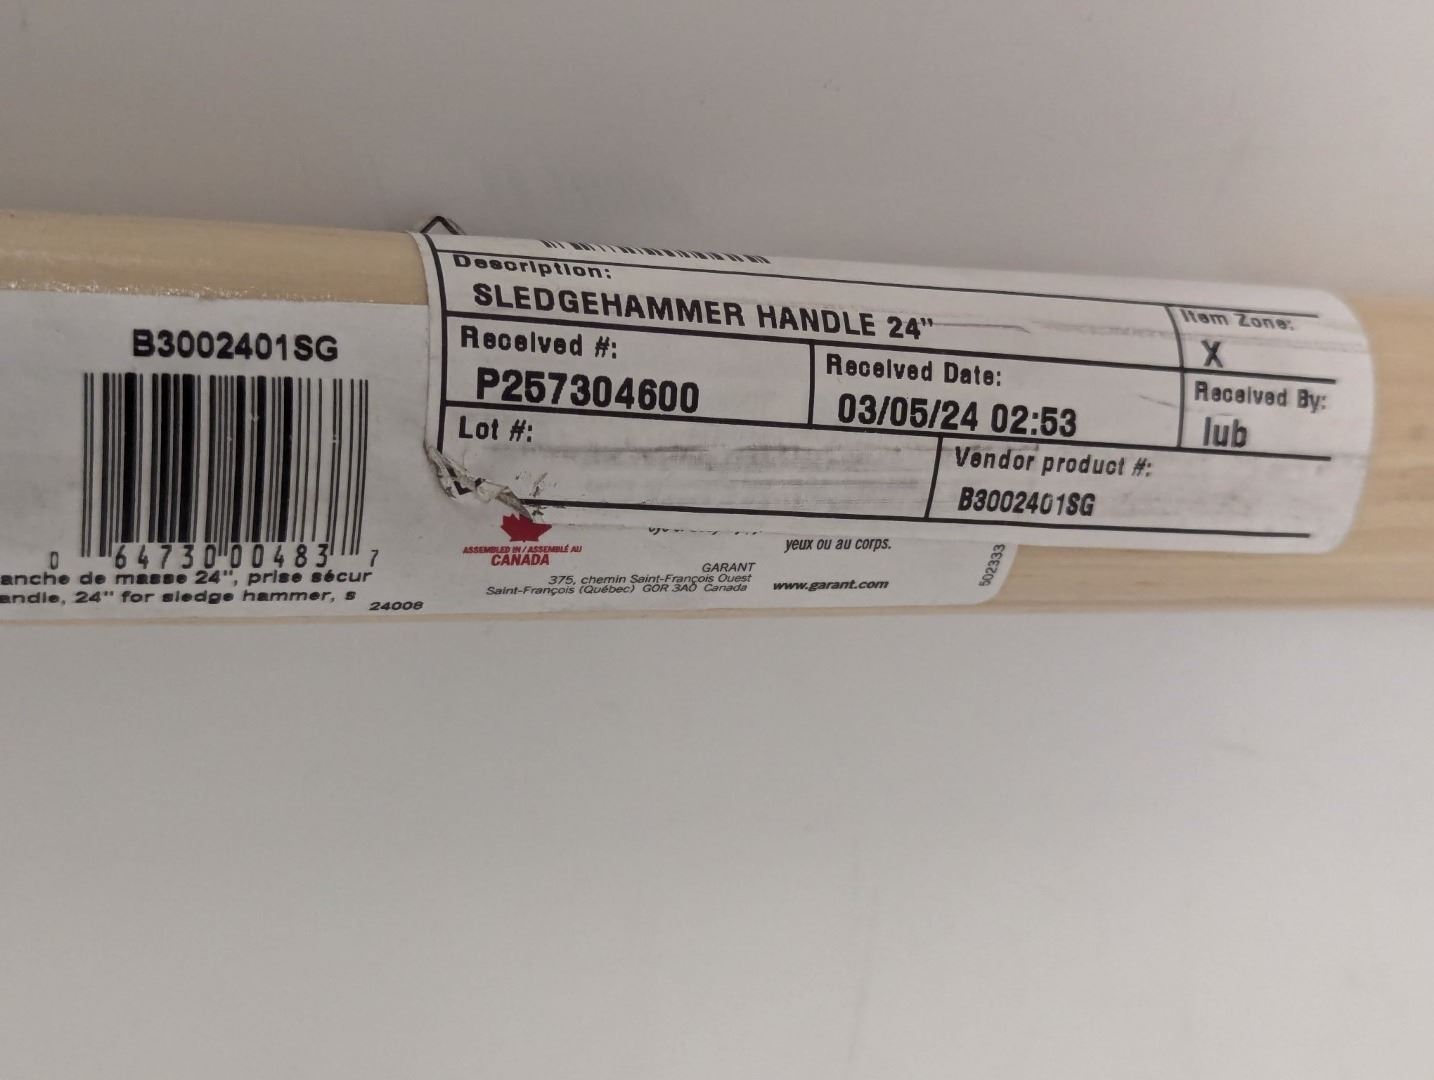 B3002401SG
0 64730 00483 7
anche de masse 24", prise sécur
andle, 24" for sledge hammer, s
24006
Description:
SLEDGEHAMMER HANDLE 24"
Item Zone:
X
Received #:
P257304600
Received Date:
03/05/24 02:53
Received By:
lub
Lot #:
Vendor product #:
B3002401SG
ASSEMBLED IN / ASSEMBLÉ AU
CANADA
yeux ou au corps.
GARANT
375, chemin Saint-François Ouest
Saint-François (Québec) G0R 3A0 Canada
www.garant.com
502333